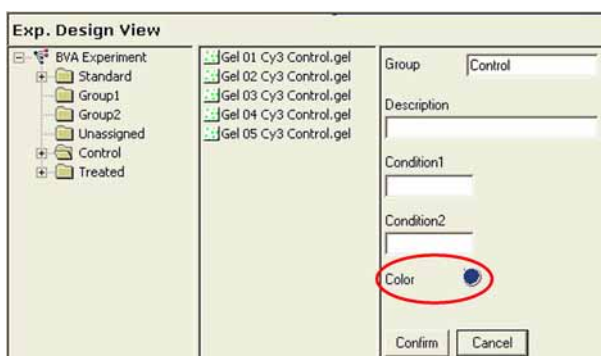 Exp. Design View
BVA Experiment
Standard
Group1
Group2
Unassigned
Control
Treated
Gel 01 Cy3 Control.gel
Gel 02 Cy3 Control.gel
Gel 03 Cy3 Control.gel
Gel 04 Cy3 Control.gel
Gel 05 Cy3 Control.gel
Group Control
Description
Condition1
Condition2
Color
Confirm Cancel